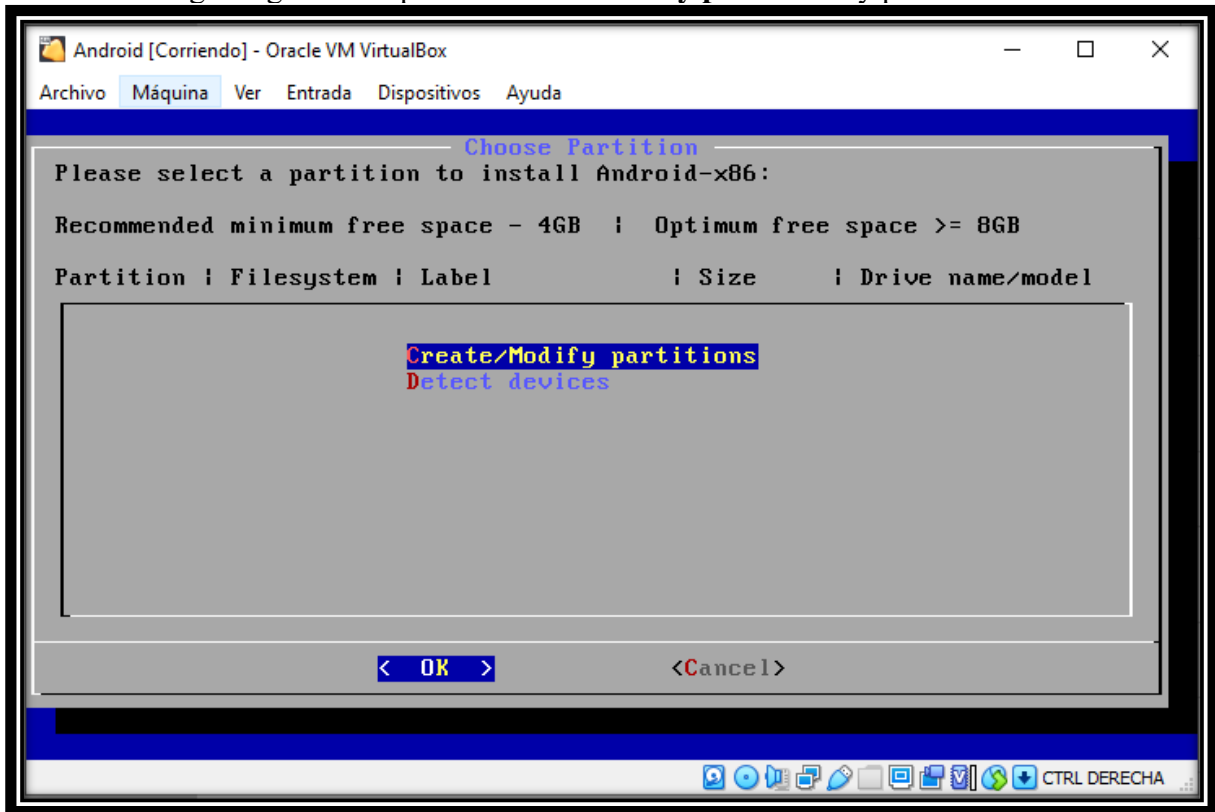 Android [Corriendo] - Oracle VM VirtualBox
Archivo Máquina Ver Entrada Dispositivos Ayuda
Choose Partition
Please select a partition to install Android-x86:
Recommended minimum free space - 4GB ¦ Optimum free space >= 8GB
Partition ¦ Filesystem ¦ Label ¦ Size ¦ Drive name/model
Create/Modify partitions
Detect devices
< OK > <Cancel>
CTRL DERECHA